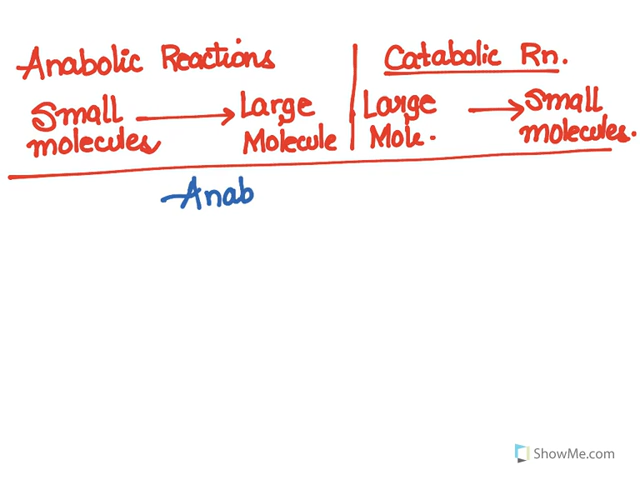 Anabolic Reactions
Small molecules → Large Molecule
Catabolic Rn.
Large Mole. → Small molecules.
Anab
ShowMe.com